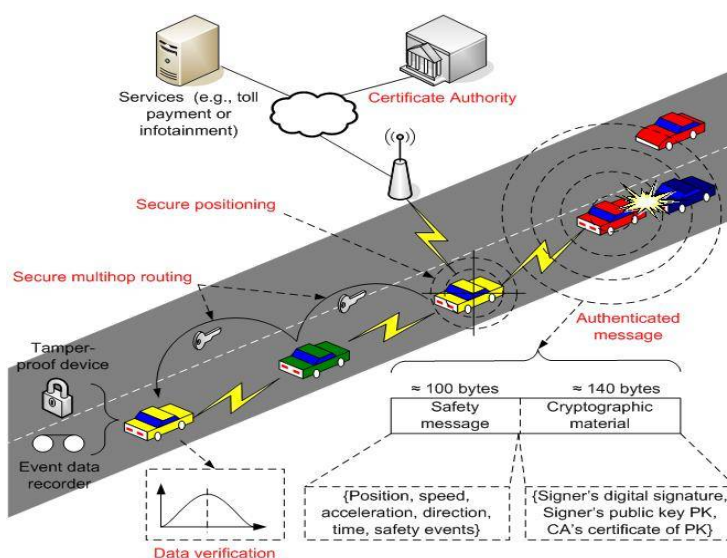 Services (e.g., toll
payment or
infotainment)
Certificate Authority
Secure positioning
Secure multihop routing
Authenticated
message
Tamper-
proof device
Event data
recorder
Data verification
≈ 100 bytes
≈ 140 bytes
Safety
message
Cryptographic
material
{Position, speed,
acceleration, direction,
time, safety events}
{Signer's digital signature,
Signer's public key PK,
CA's certificate of PK}